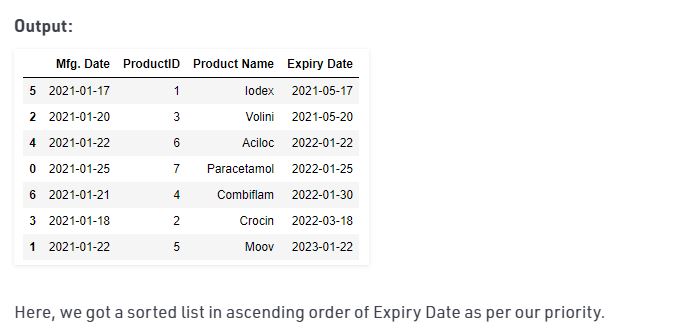 Output:
Mfg. Date ProductID Product Name Expiry Date
5 2021-01-17 1 Iodex 2021-05-17
2 2021-01-20 3 Volini 2021-05-20
4 2021-01-22 6 Aciloc 2022-01-22
0 2021-01-25 7 Paracetamol 2022-01-25
6 2021-01-21 4 Combiflam 2022-01-30
3 2021-01-18 2 Crocin 2022-03-18
1 2021-01-22 5 Moov 2023-01-22
Here, we got a sorted list in ascending order of Expiry Date as per our priority.